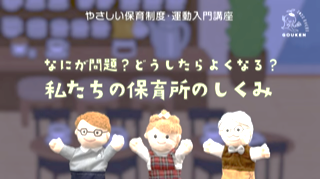 やさしい保育制度・運動入門講座
なにが問題？どうしたらよくなる？
私たちの保育所のしくみ
GOUKEN